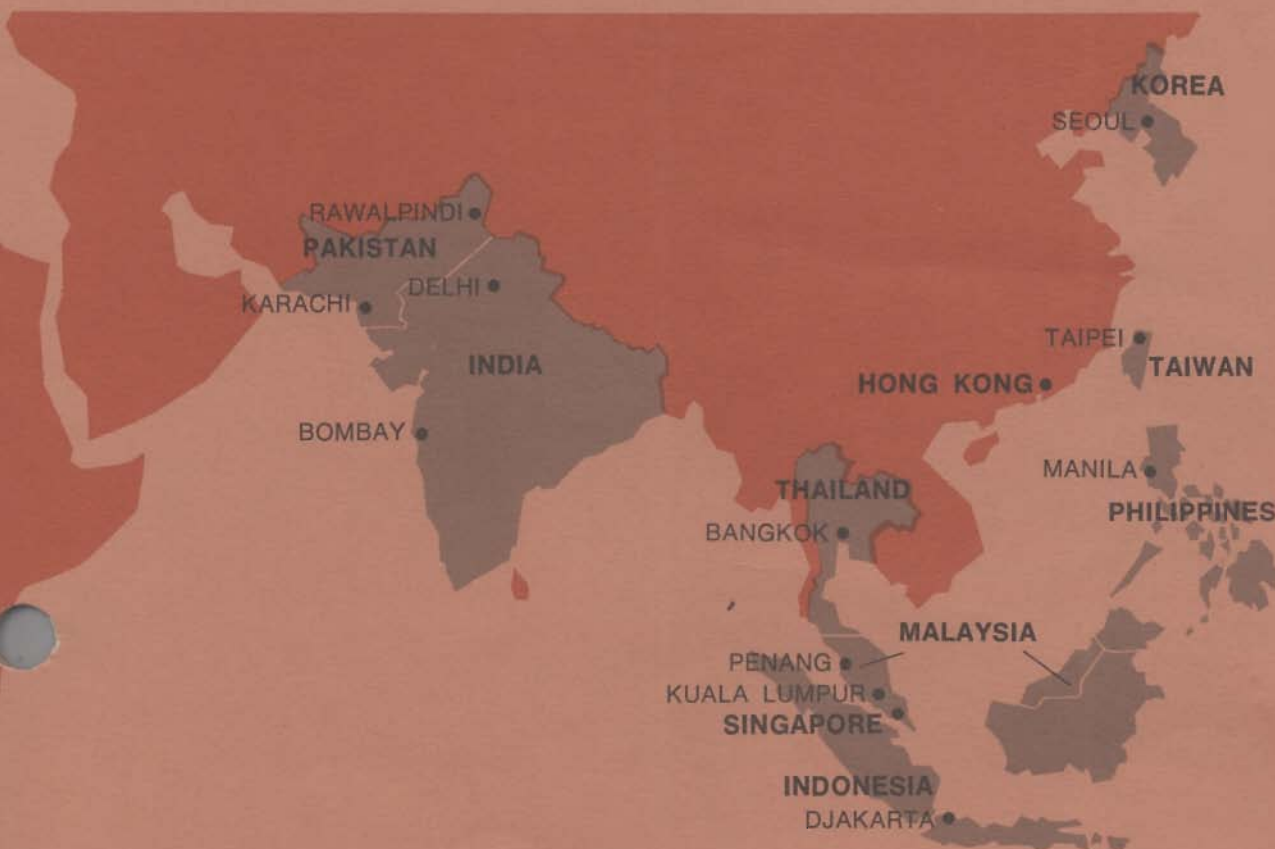 KOREA
SEOUL
RAWALPINDI
PAKISTAN
DELHI
KARACHI
TAIPEI
INDIA
TAIWAN
HONG KONG
BOMBAY
MANILA
THAILAND
PHILIPPINES
BANGKOK
MALAYSIA
PENANG
KUALA LUMPUR
SINGAPORE
INDONESIA
DJAKARTA